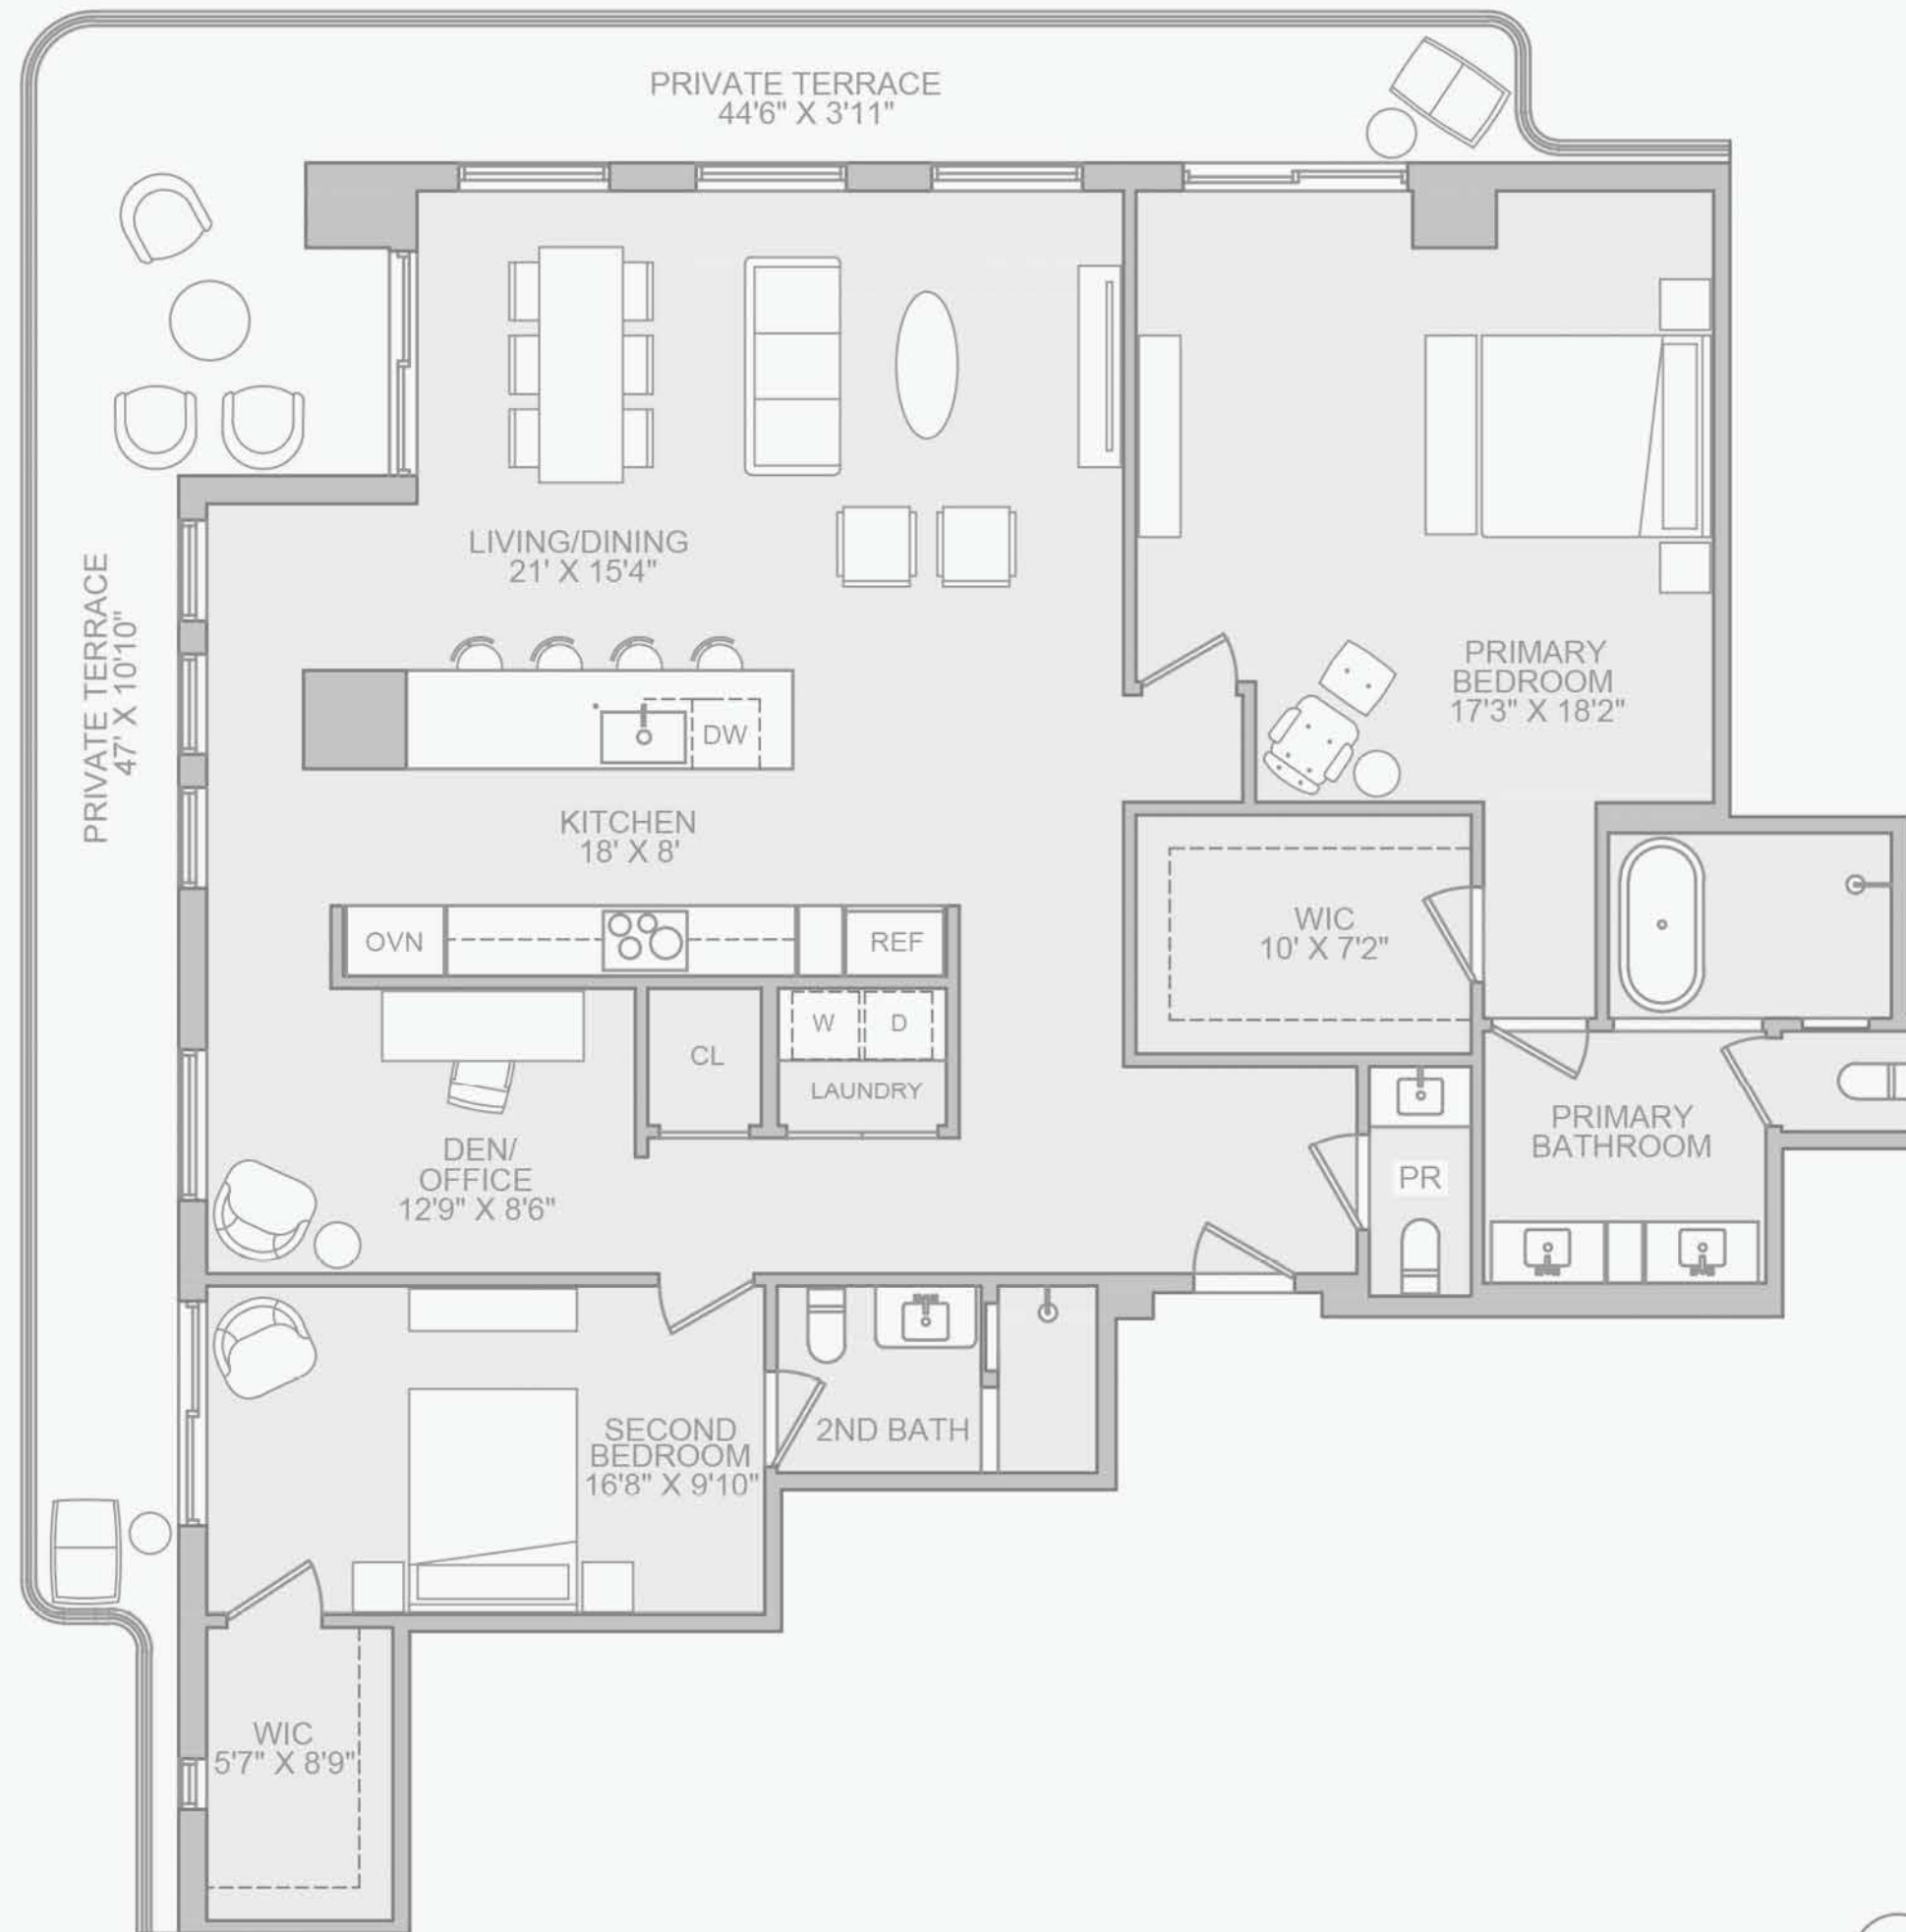 PRIVATE TERRACE
44'6" X 3'11"
PRIVATE TERRACE
47' X 10'10"
LIVING/DINING
21' X 15'4"
PRIMARY
BEDROOM
17'3" X 18'2"
DW
KITCHEN
18' X 8'
OVN
REF
WIC
10' X 7'2"
W
D
CL
LAUNDRY
DEN/
OFFICE
12'9" X 8'6"
PR
PRIMARY
BATHROOM
SECOND
BEDROOM
16'8" X 9'10"
2ND BATH
WIC
5'7" X 8'9"